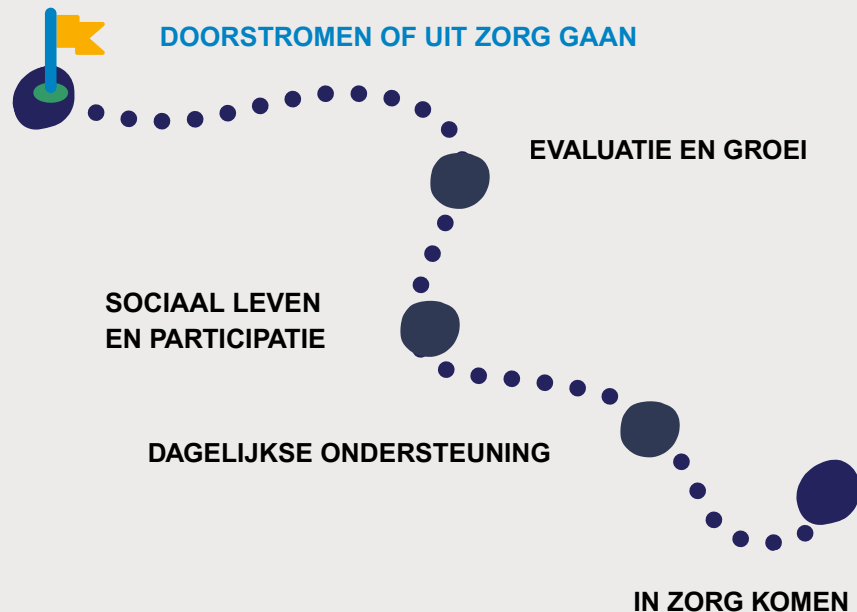 DOORSTROMEN OF UIT ZORG GAAN
EVALUATIE EN GROEI
SOCIAAL LEVEN
EN PARTICIPATIE
DAGELIJKSE ONDERSTEUNING
IN ZORG KOMEN